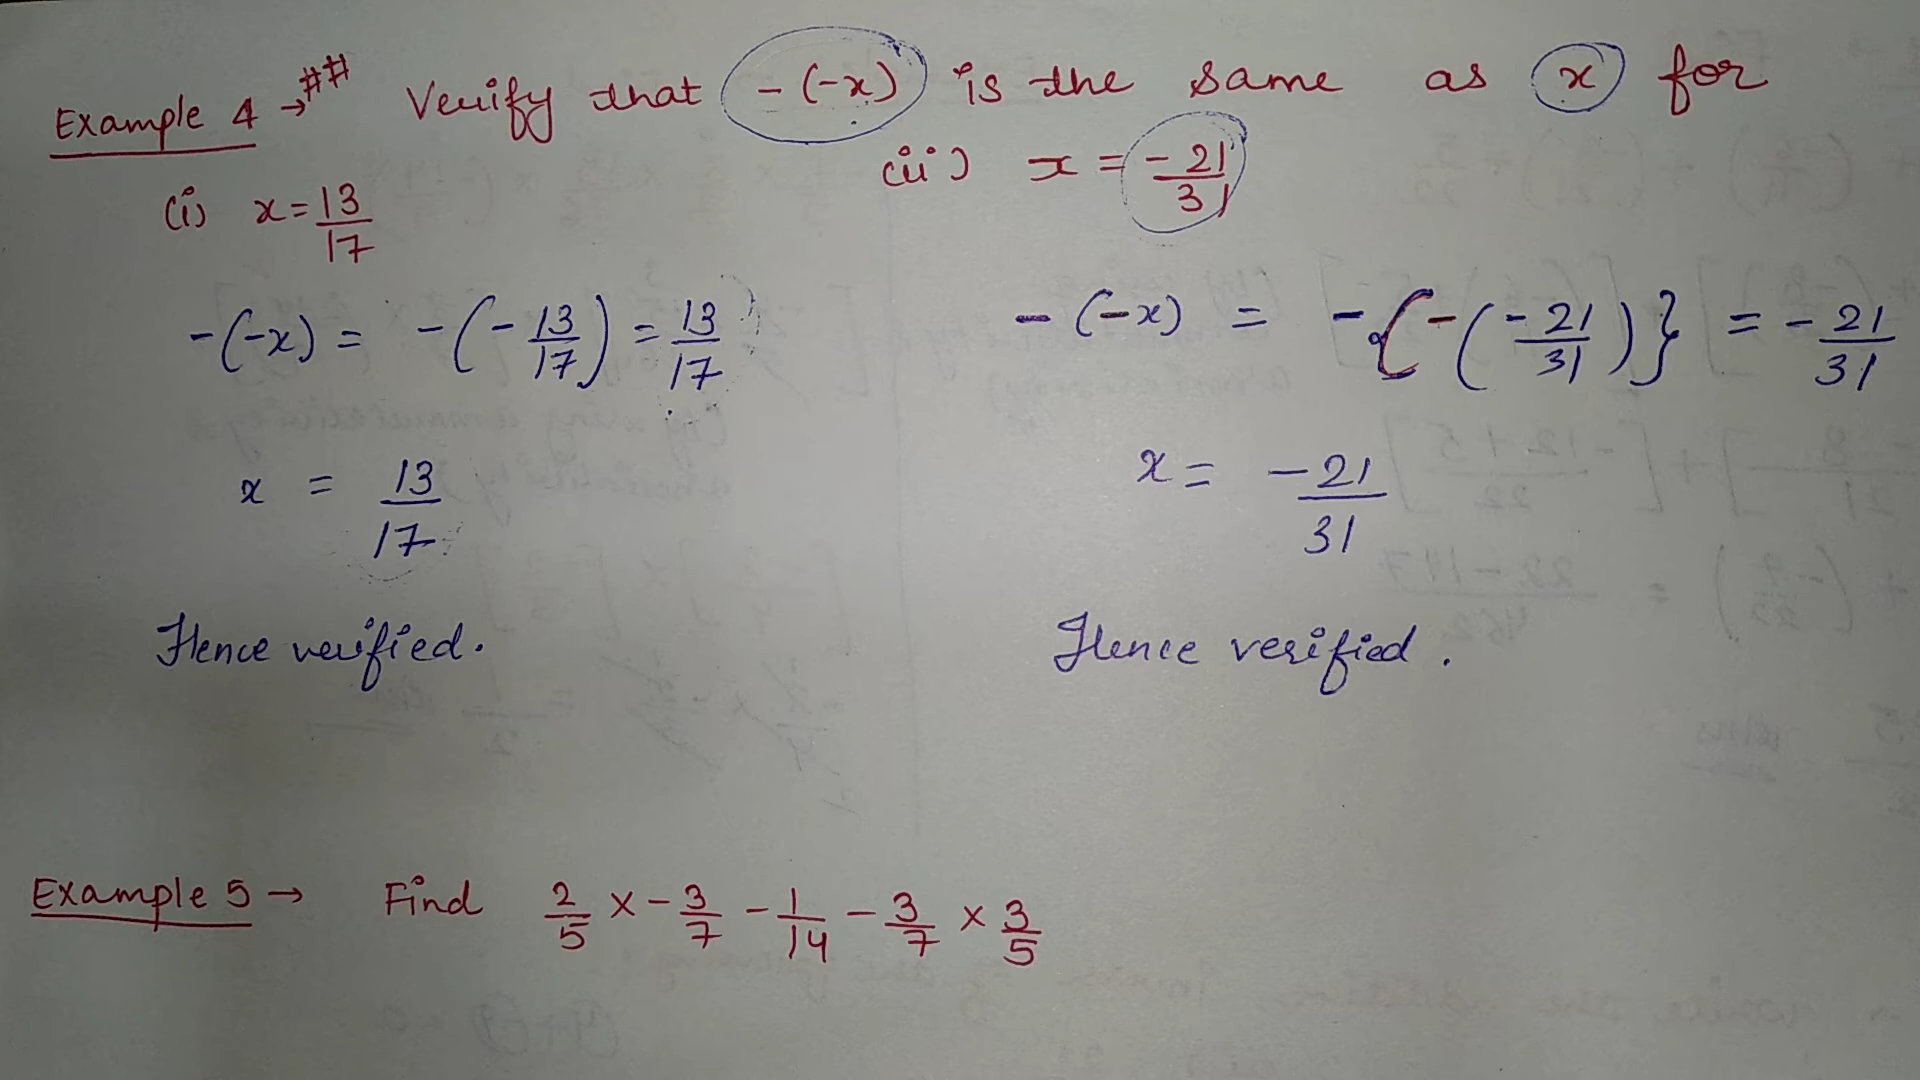 Example 4 → ## Verify that -(-x) is the same as x for
(i) x = 13/17
(ii) x = -21/31
-(-x) = -(-13/17) = 13/17
x = 13/17
Hence verified.
-(-x) = -{-(-21/31)} = -21/31
x = -21/31
Hence verified.
Example 5 → Find 2/5 × -3/7 - 1/14 - 3/7 × 3/5